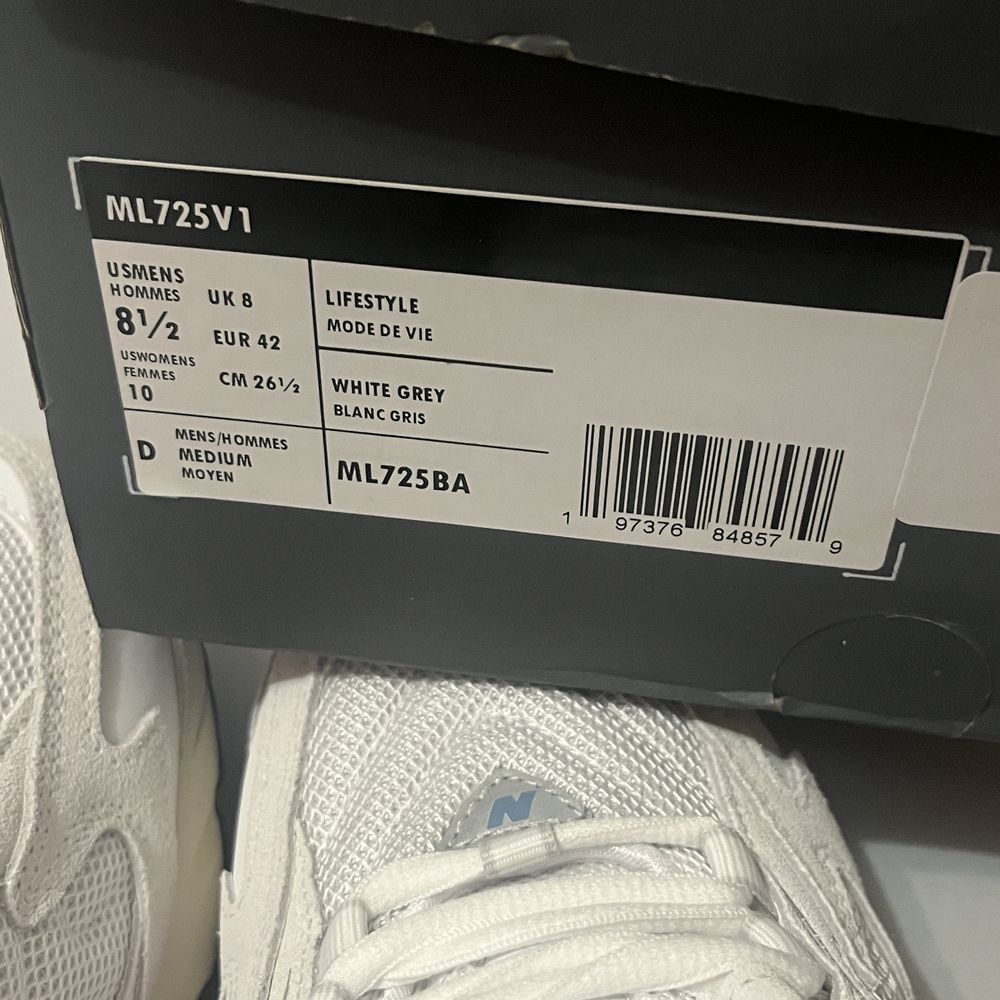 ML725V1
USMENS
HOMMES
8½
UK 8
EUR 42
CM 26½
USWOMENS
FEMMES
10
D
MENS/HOMMES
MEDIUM
MOYEN
LIFESTYLE
MODE DE VIE
WHITE GREY
BLANC GRIS
ML725BA
1 97376 84857 9
N